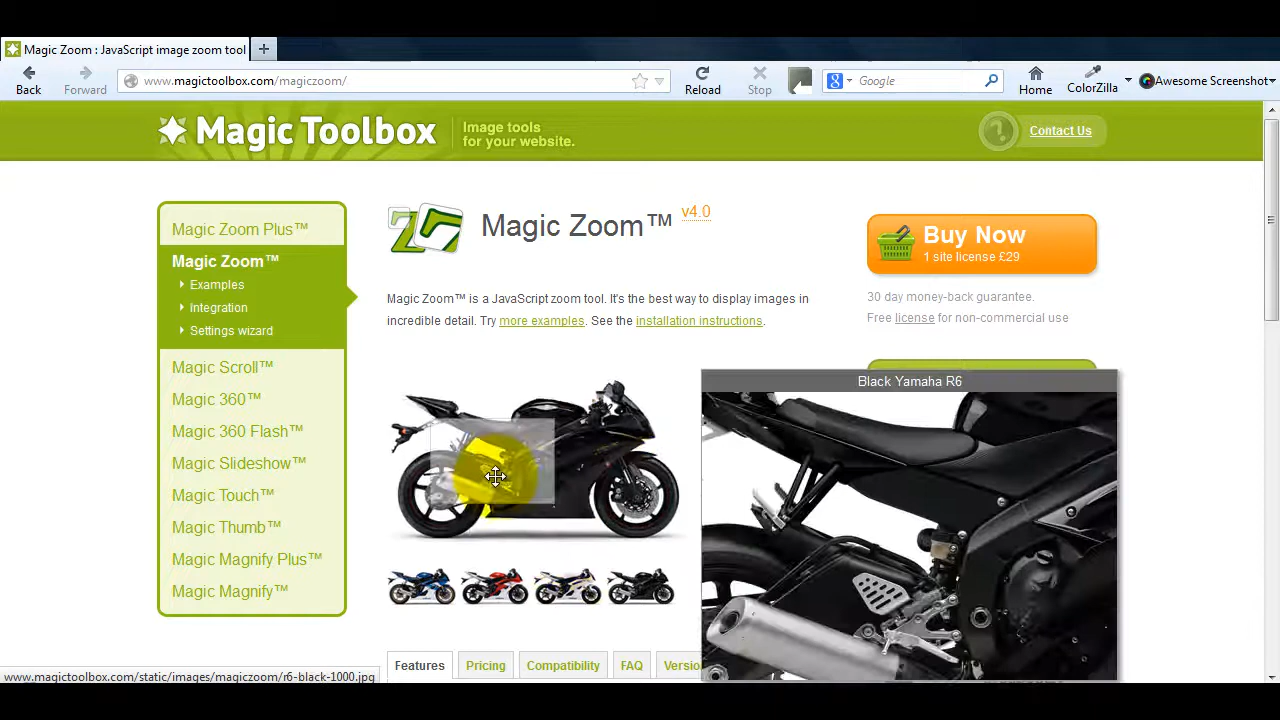 Magic Zoom : JavaScript image zoom tool
+
Back
Forward
www.magictoolbox.com/magiczoom/
Reload
Stop
Google
Home
ColorZilla
Awesome Screenshot
Magic Toolbox
Image tools
for your website.
Contact Us
Magic Zoom Plus™
Magic Zoom™
Examples
Integration
Settings wizard
Magic Scroll™
Magic 360™
Magic 360 Flash™
Magic Slideshow™
Magic Touch™
Magic Thumb™
Magic Magnify Plus™
Magic Magnify™
Magic Zoom™ v4.0
Magic Zoom™ is a JavaScript zoom tool. It's the best way to display images in
incredible detail. Try more examples. See the installation instructions.
Buy Now
1 site license £29
30 day money-back guarantee.
Free license for non-commercial use
Black Yamaha R6
Features
Pricing
Compatibility
FAQ
www.magictoolbox.com/static/images/magiczoom/r6-black-1000.jpg